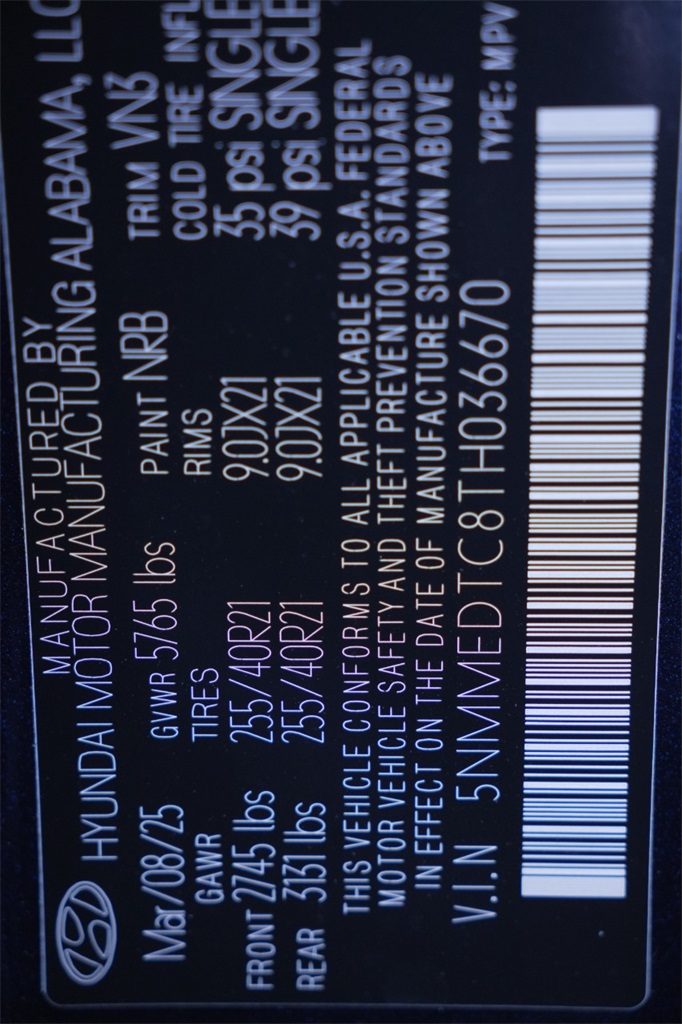 MANUFACTURED BY
HYUNDAI MOTOR MANUFACTURING ALABAMA, LLC
Mar/08/25 GVWR 5765 lbs PAINT NRB TRIM VN3
GAWR TIRES RIMS COLD TIRE INFL
FRONT 2745 lbs 255/40R21 9.0JX21 35 psi SINGLE
REAR 3131 lbs 255/40R21 9.0JX21 39 psi SINGLE
THIS VEHICLE CONFORMS TO ALL APPLICABLE U.S.A. FEDERAL
MOTOR VEHICLE SAFETY AND THEFT PREVENTION STANDARDS
IN EFFECT ON THE DATE OF MANUFACTURE SHOWN ABOVE
V.I.N 5NMMEDTC8TH036670 TYPE: MPV